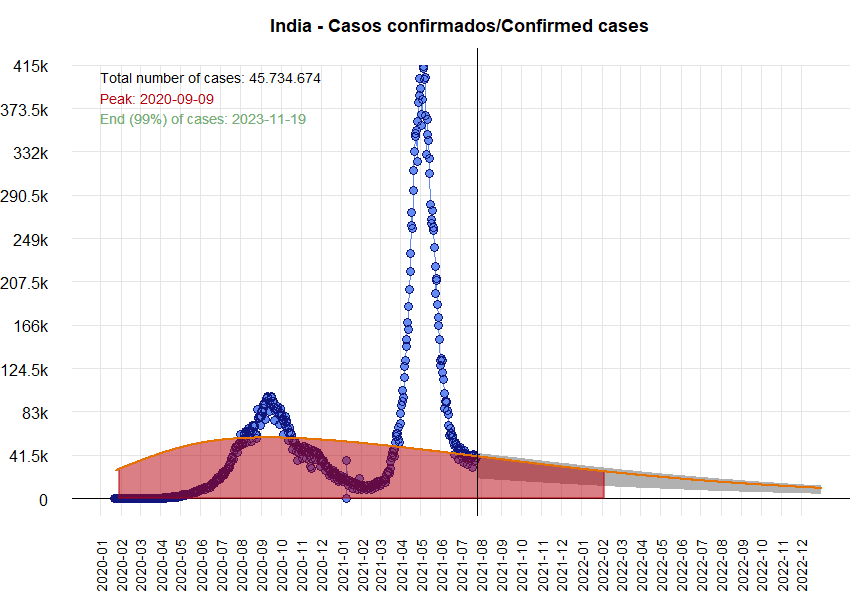 India - Casos confirmados/Confirmed cases
415k
Total number of cases: 45.734.674
Peak: 2020-09-09
373.5k
End (99%) of cases: 2023-11-19
332k
290.5k
249k
207.5k
166k
124.5k
83k
41.5k
0
2020-01
2020-02
2020-03
2020-04
2020-05
2020-06
2020-07
2020-08
2020-09
2020-10
2020-11
2020-12
2021-01
2021-02
2021-03
2021-04
2021-05
2021-06
2021-07
2021-08
2021-09
2021-10
2021-11
2021-12
2022-01
2022-02
2022-03
2022-04
2022-05
2022-06
2022-07
2022-08
2022-09
2022-10
2022-11
2022-12